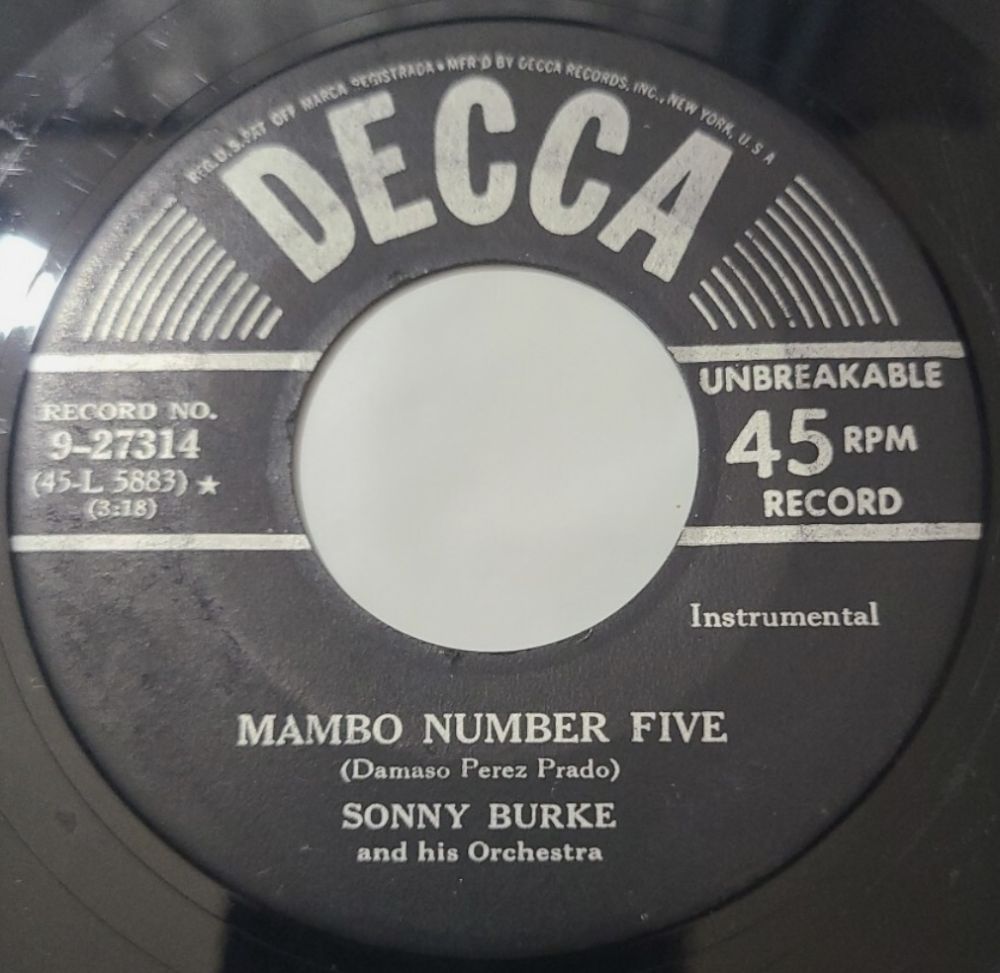 REG. U.S. PAT. OFF. MARCA REGISTRADA • MFR'D BY DECCA RECORDS, INC., NEW YORK, U.S.A
DECCA
RECORD NO.
9-27314
(45-L 5883) ★
(3:18)
UNBREAKABLE
45 RPM
RECORD
Instrumental
MAMBO NUMBER FIVE
(Damaso Perez Prado)
SONNY BURKE
and his Orchestra